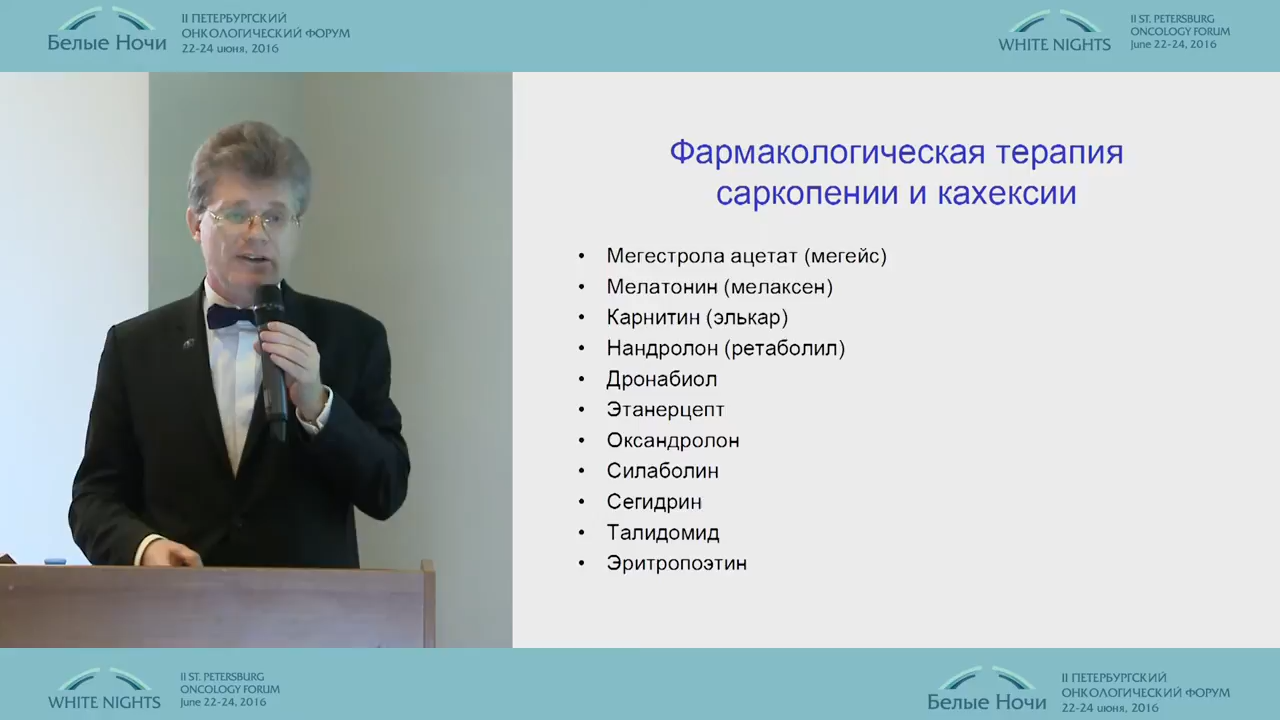 Белые Ночи
II ПЕТЕРБУРГСКИЙ
ОНКОЛОГИЧЕСКИЙ ФОРУМ
22-24 июня, 2016
WHITE NIGHTS
II ST. PETERSBURG
ONCOLOGY FORUM
June 22-24, 2016
Фармакологическая терапия
саркопении и кахексии
• Мегестрола ацетат (мегейс)
• Мелатонин (мелаксен)
• Карнитин (элькар)
• Нандролон (ретаболил)
• Дронабиол
• Этанерцепт
• Оксандролон
• Силаболин
• Сегидрин
• Талидомид
• Эритропоэтин
WHITE NIGHTS
II ST. PETERSBURG
ONCOLOGY FORUM
June 22-24, 2016
Белые Ночи
II ПЕТЕРБУРГСКИЙ
ОНКОЛОГИЧЕСКИЙ ФОРУМ
22-24 июня, 2016